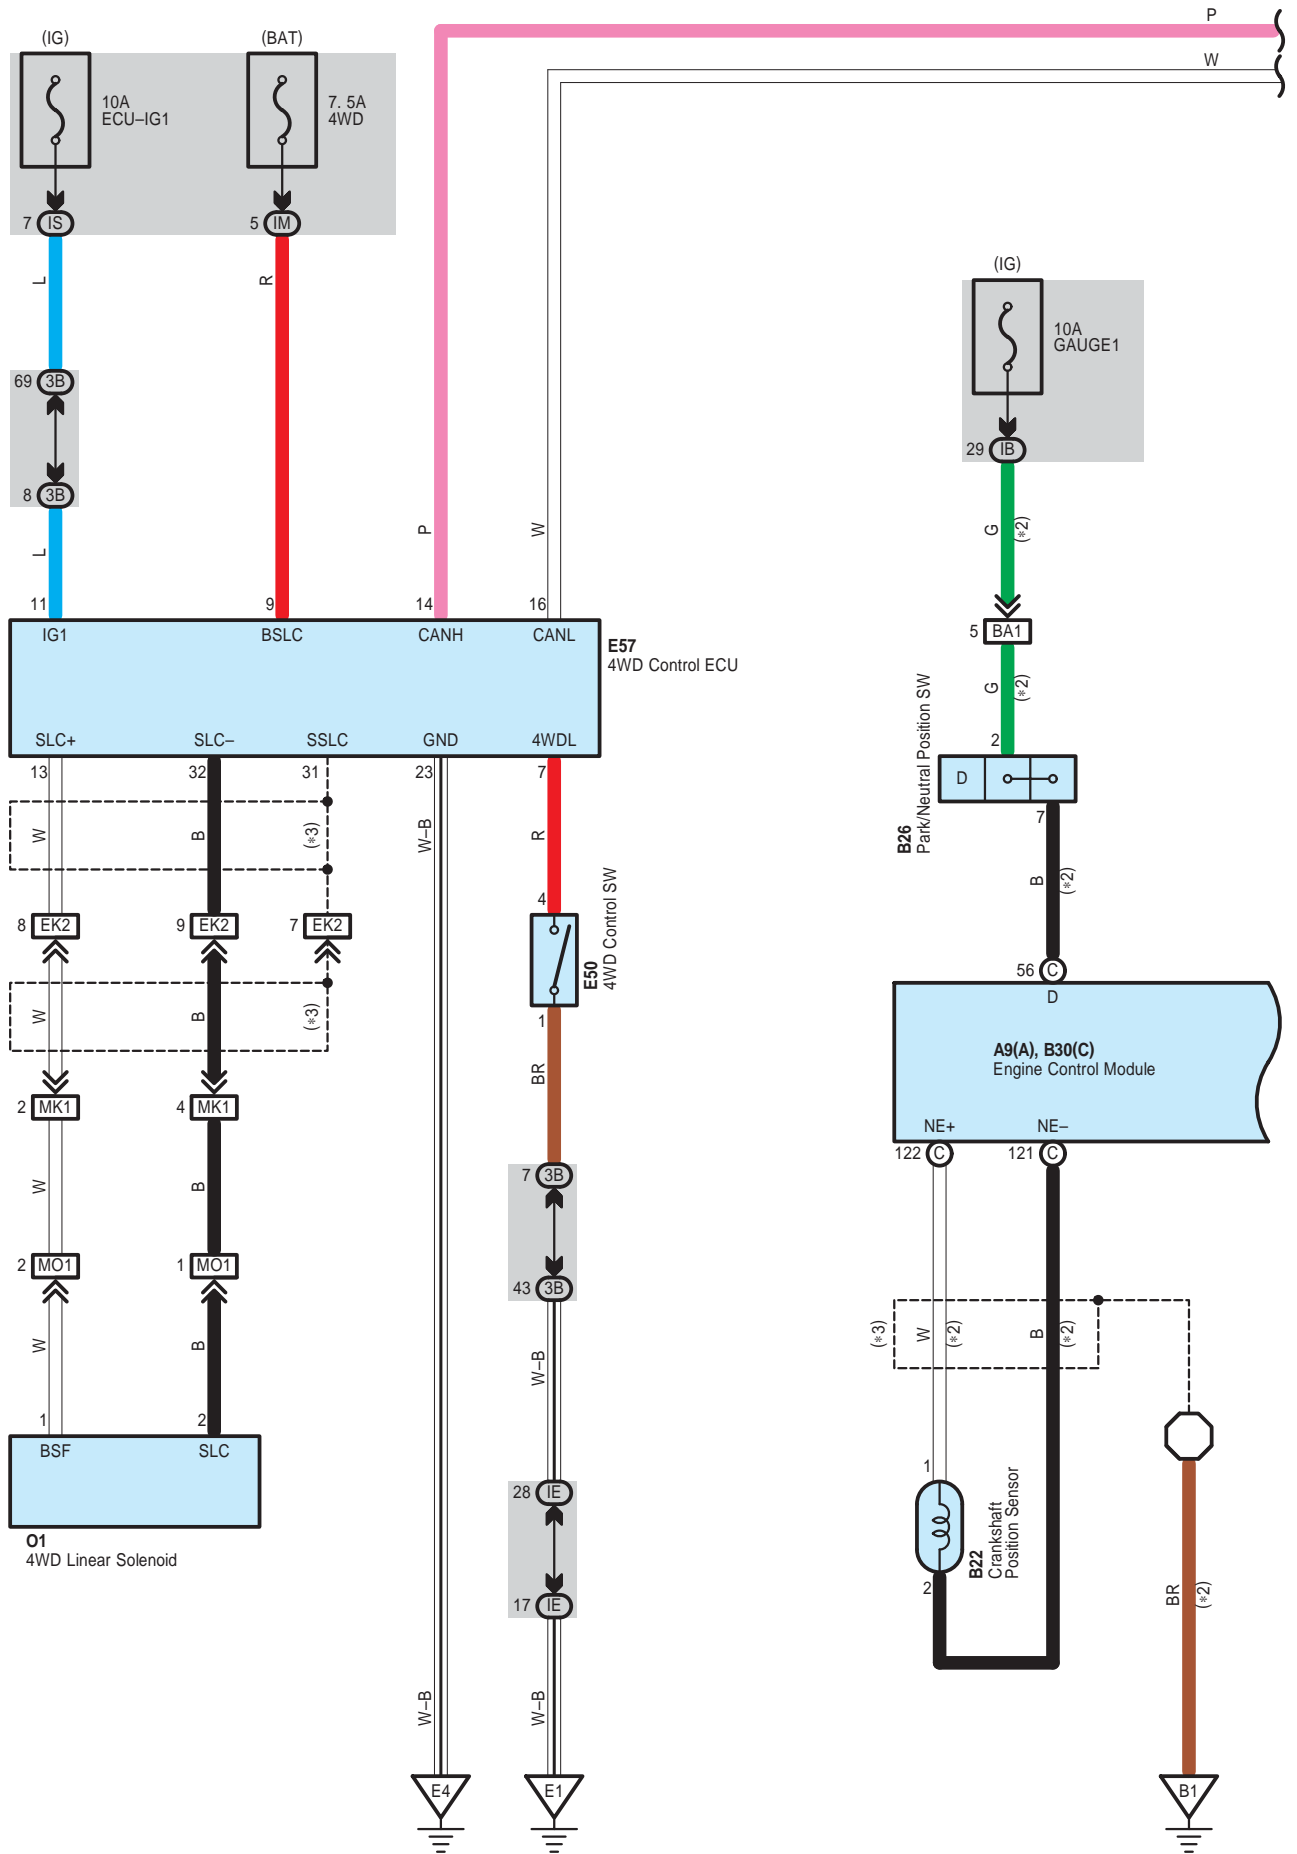 P
W
(IG)
(BAT)
10A
ECU–IG1
7. 5A
4WD
7 IS
5 IM
L
R
(IG)
10A
GAUGE1
69 3B
29 IB
8 3B
L
P
W
G
(*2)
11
9
14
16
IG1
BSLC
CANH
CANL
5 BA1
E57
4WD Control ECU
G
(*2)
SLC+
SLC–
SSLC
GND
4WDL
2
13
32
31
23
7
D
B26
Park/Neutral Position SW
7
W
B
(*3)
W–B
R
B
(*2)
4
8 EK2
9 EK2
7 EK2
E50
4WD Control SW
56 C
D
W
B
(*3)
1
A9(A), B30(C)
Engine Control Module
BR
2 MK1
4 MK1
NE+
NE–
122 C
121 C
7 3B
W
B
2 MO1
1 MO1
43 3B
W
B
W–B
(*3)
W
(*2)
B
(*2)
1
2
BSF
SLC
1
28 IE
O1
4WD Linear Solenoid
B22
Crankshaft
Position Sensor
2
17 IE
BR
(*2)
W–B
W–B
E4
E1
B1